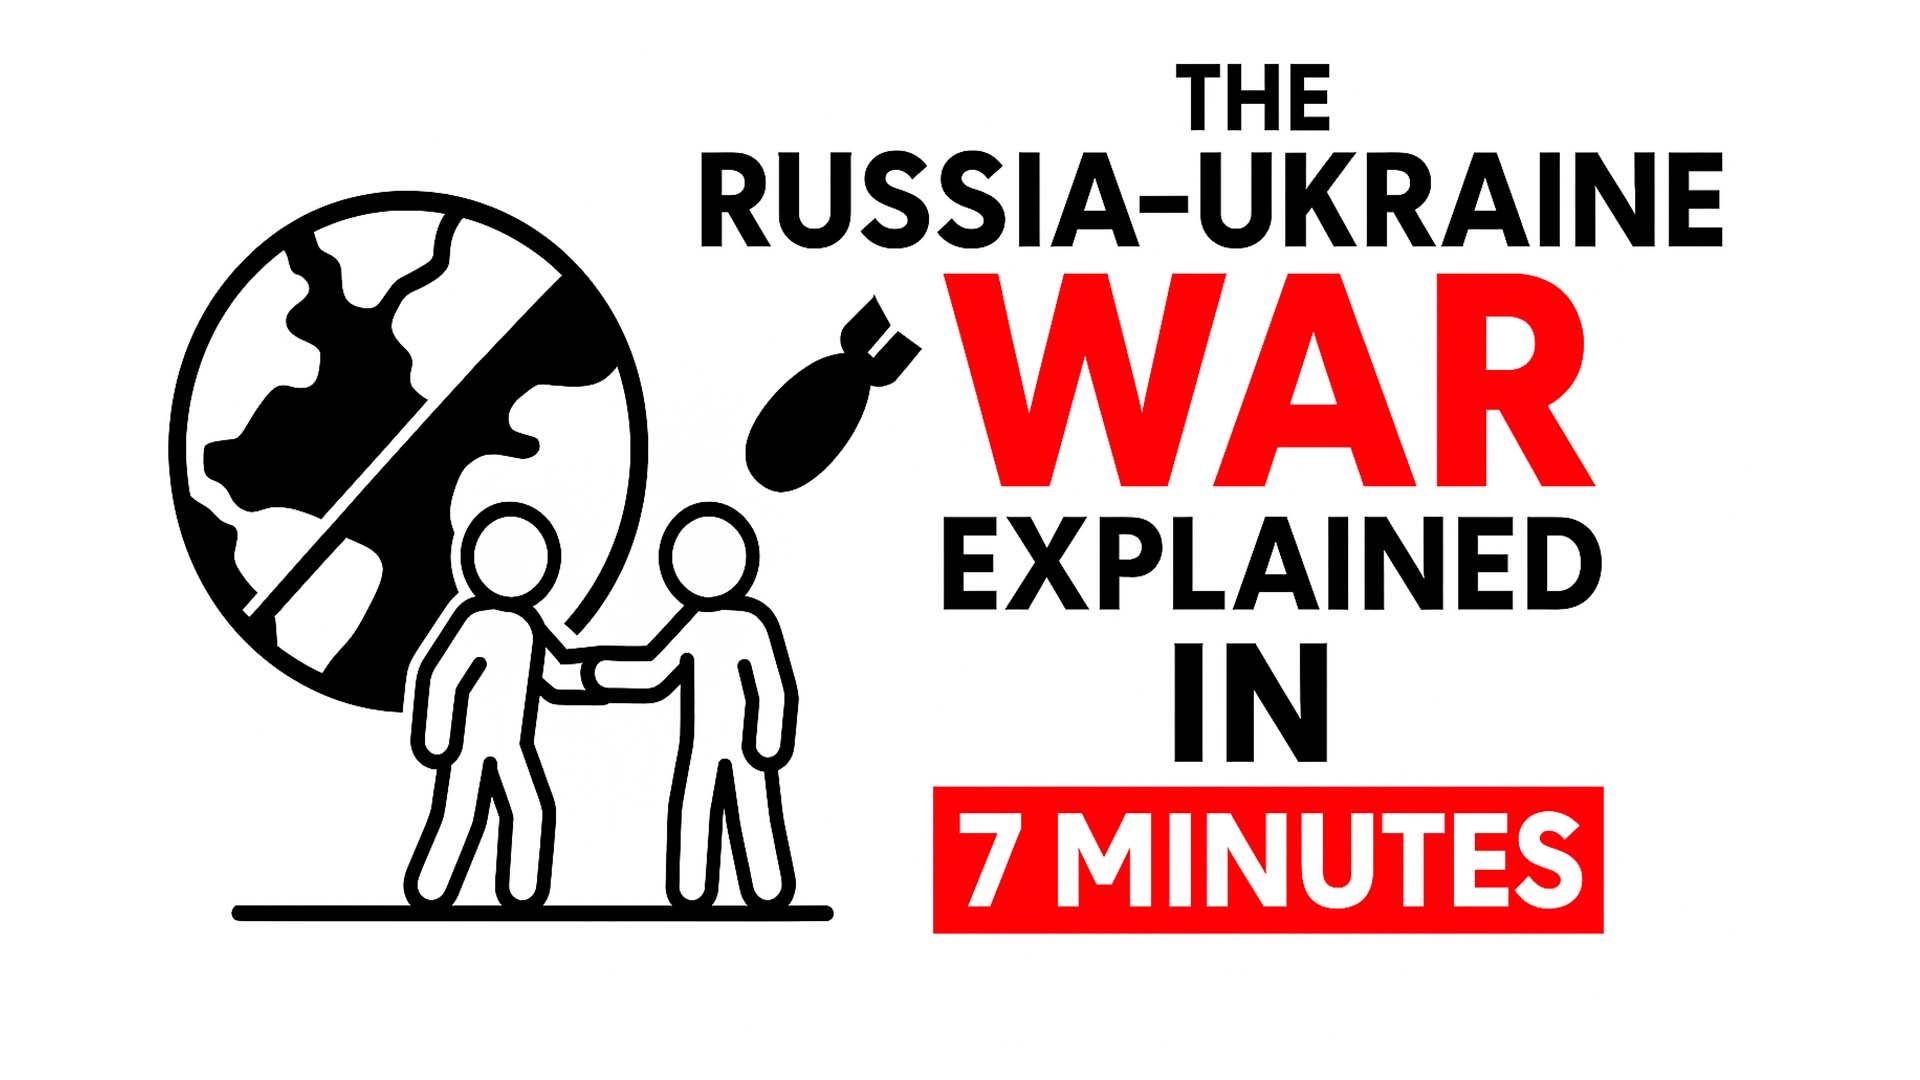 THE
RUSSIA–UKRAINE
WAR
EXPLAINED
IN
7 MINUTES